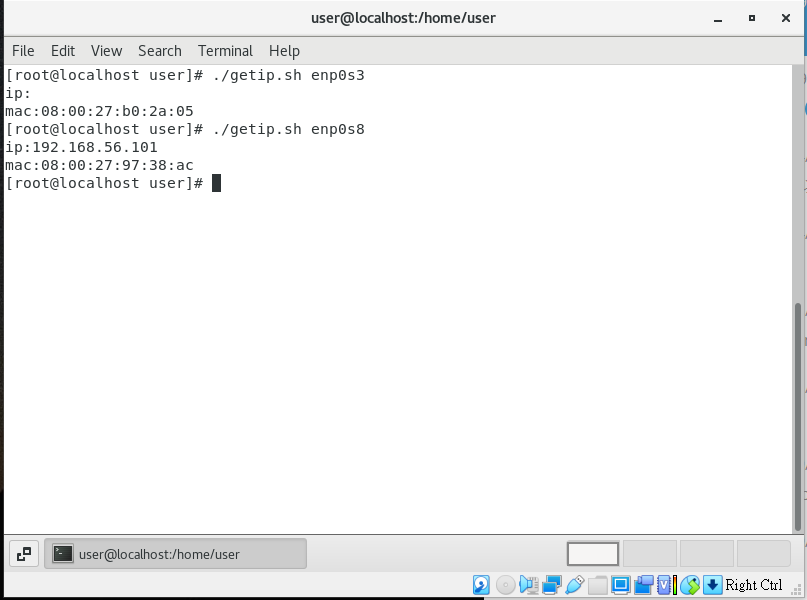 user@localhost:/home/user
File Edit View Search Terminal Help
[root@localhost user]# ./getip.sh enp0s3
ip:
mac:08:00:27:b0:2a:05
[root@localhost user]# ./getip.sh enp0s8
ip:192.168.56.101
mac:08:00:27:97:38:ac
[root@localhost user]#
user@localhost:/home/user
Right Ctrl